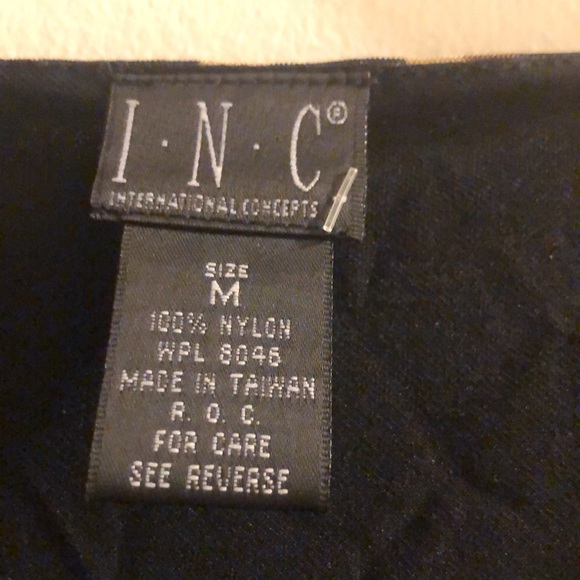 I·N·C®
INTERNATIONAL CONCEPTS
SIZE
M
100% NYLON
WPL 8046
MADE IN TAIWAN
R. O. C.
FOR CARE
SEE REVERSE